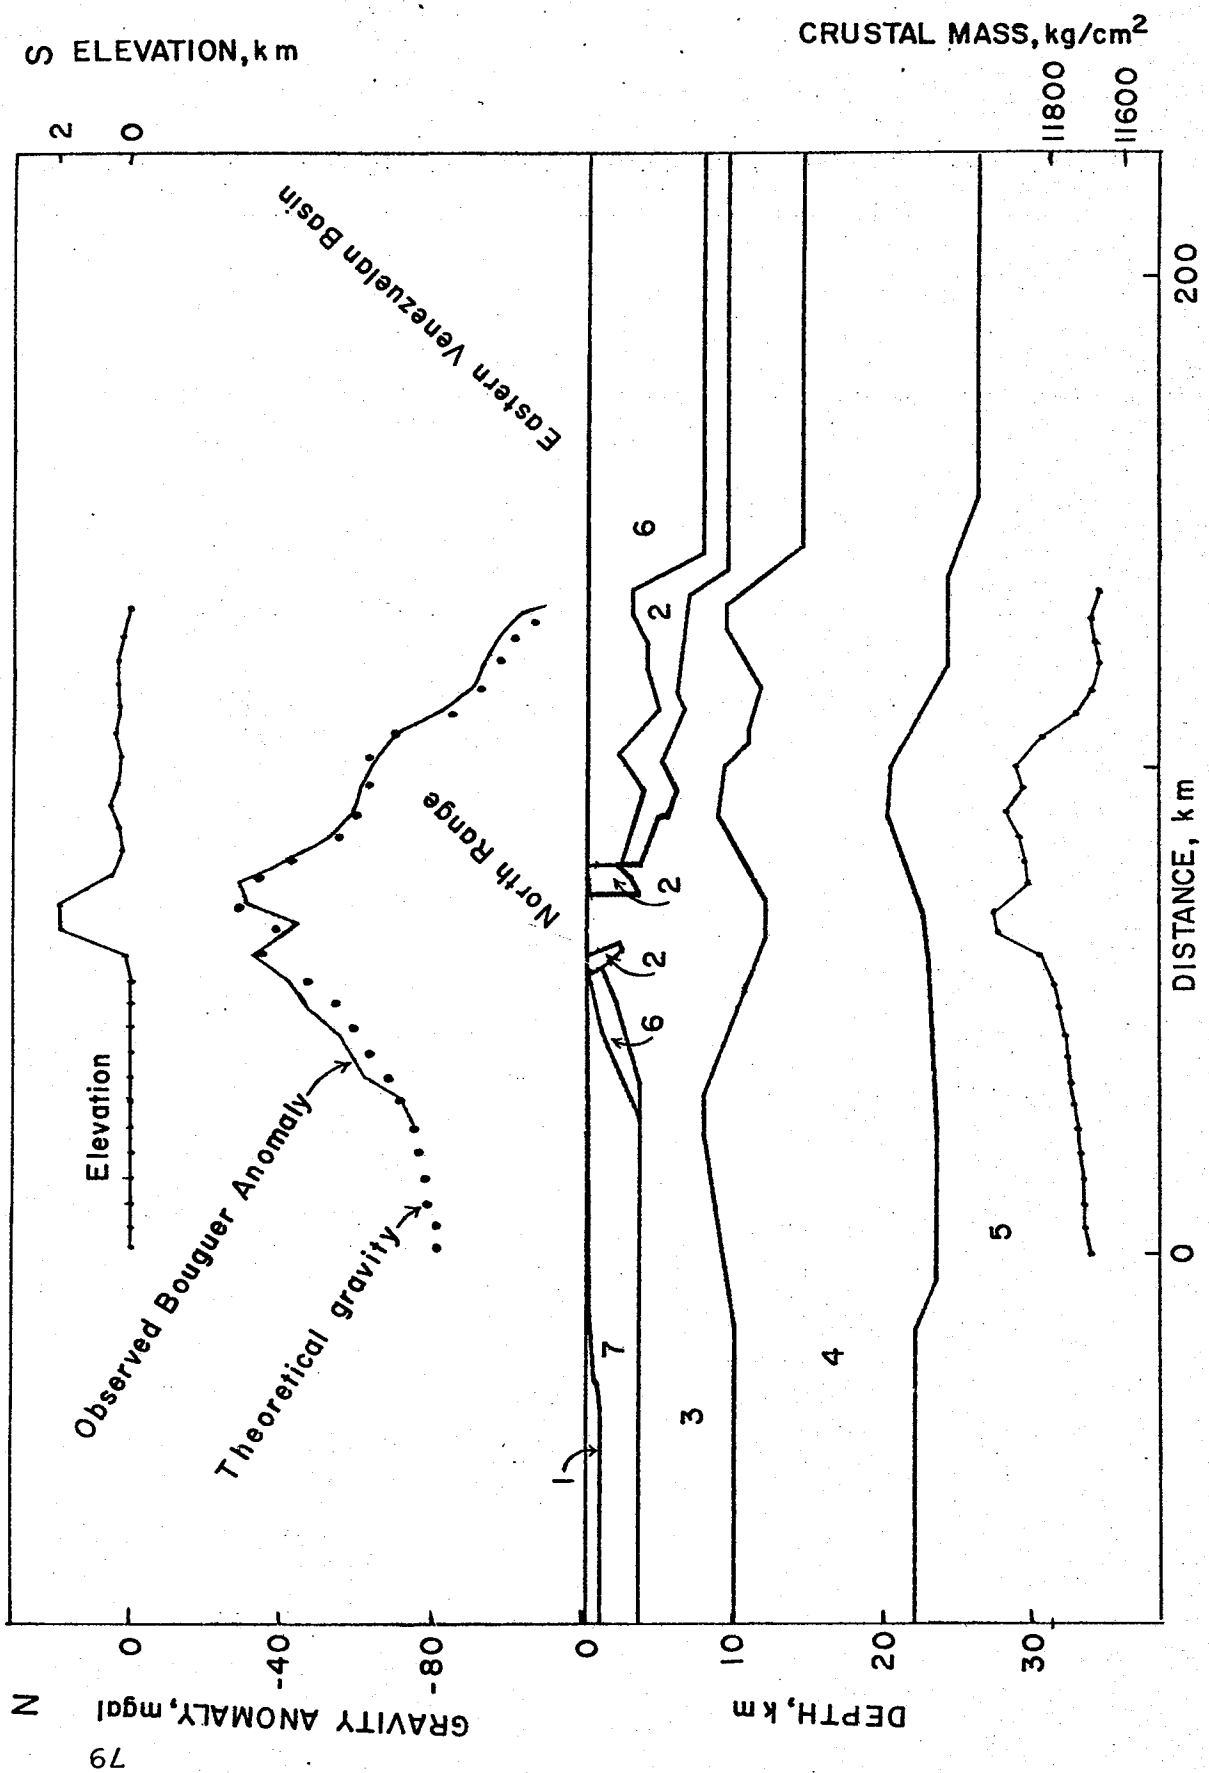 N
S
ELEVATION, km
2
0
GRAVITY ANOMALY, mgal
0
-40
-80
Elevation
Observed Bouguer Anomaly
Theoretical gravity
North Range
Eastern Venezuelan Basin
DEPTH, km
0
10
20
30
1
7
6
2
2
2
6
3
4
5
CRUSTAL MASS, kg/cm²
11800
11600
0
200
DISTANCE, km
79